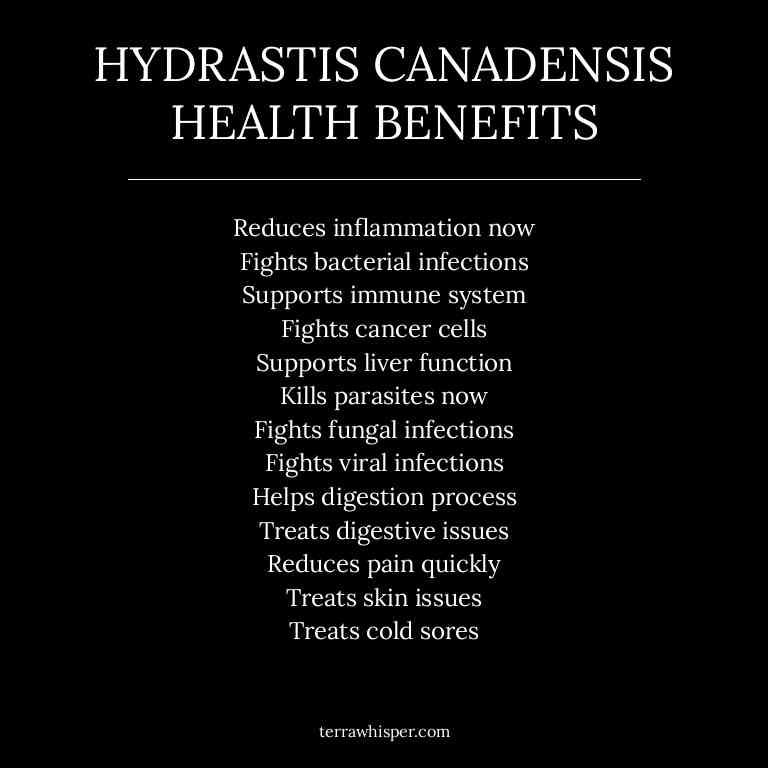 HYDRASTIS CANADENSIS
HEALTH BENEFITS
Reduces inflammation now
Fights bacterial infections
Supports immune system
Fights cancer cells
Supports liver function
Kills parasites now
Fights fungal infections
Fights viral infections
Helps digestion process
Treats digestive issues
Reduces pain quickly
Treats skin issues
Treats cold sores
terrawhisper.com